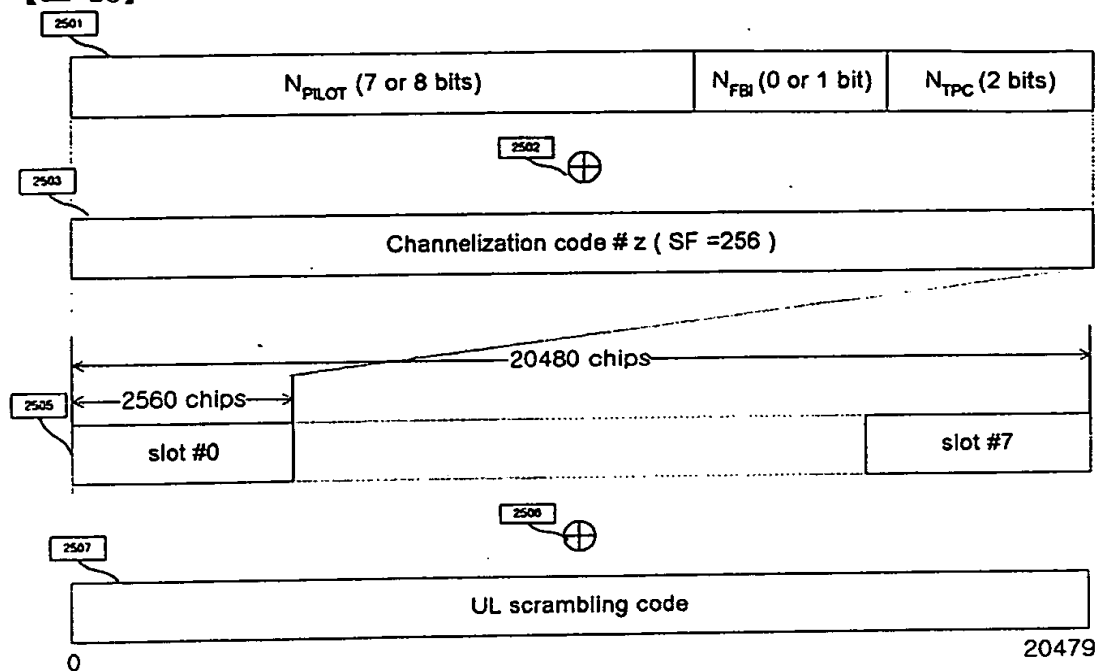 2501
N_PILOT (7 or 8 bits) N_FBI (0 or 1 bit) N_TPC (2 bits)
2502
2503
Channelization code # z ( SF =256 )
20480 chips
2560 chips
2505
slot #0 slot #7
2507
UL scrambling code
0 20479